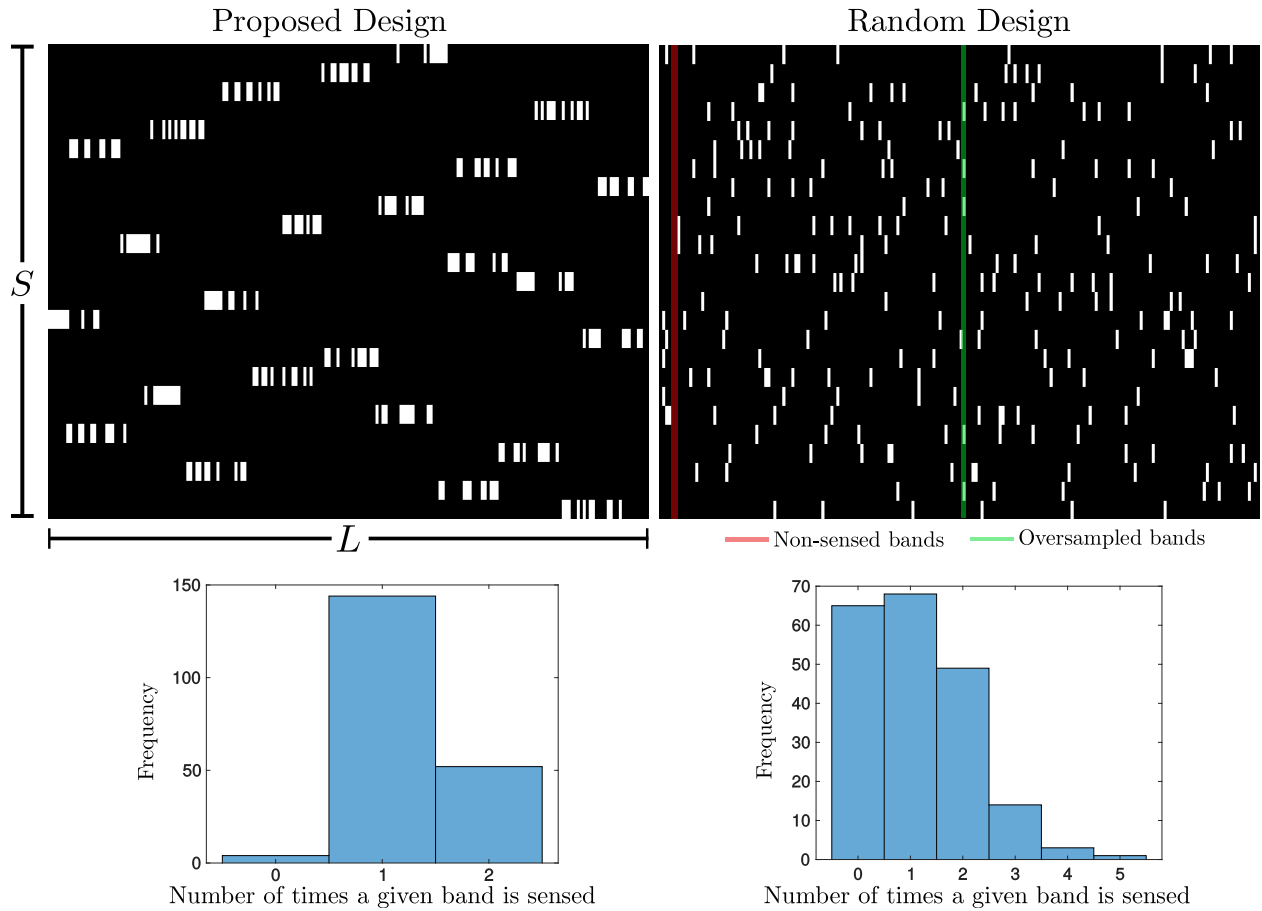 Proposed Design
Random Design
S
L
Non-sensed bands
Oversampled bands
150
100
50
0
Frequency
0 1 2
Number of times a given band is sensed
70
60
50
40
30
20
10
0
Frequency
0 1 2 3 4 5
Number of times a given band is sensed